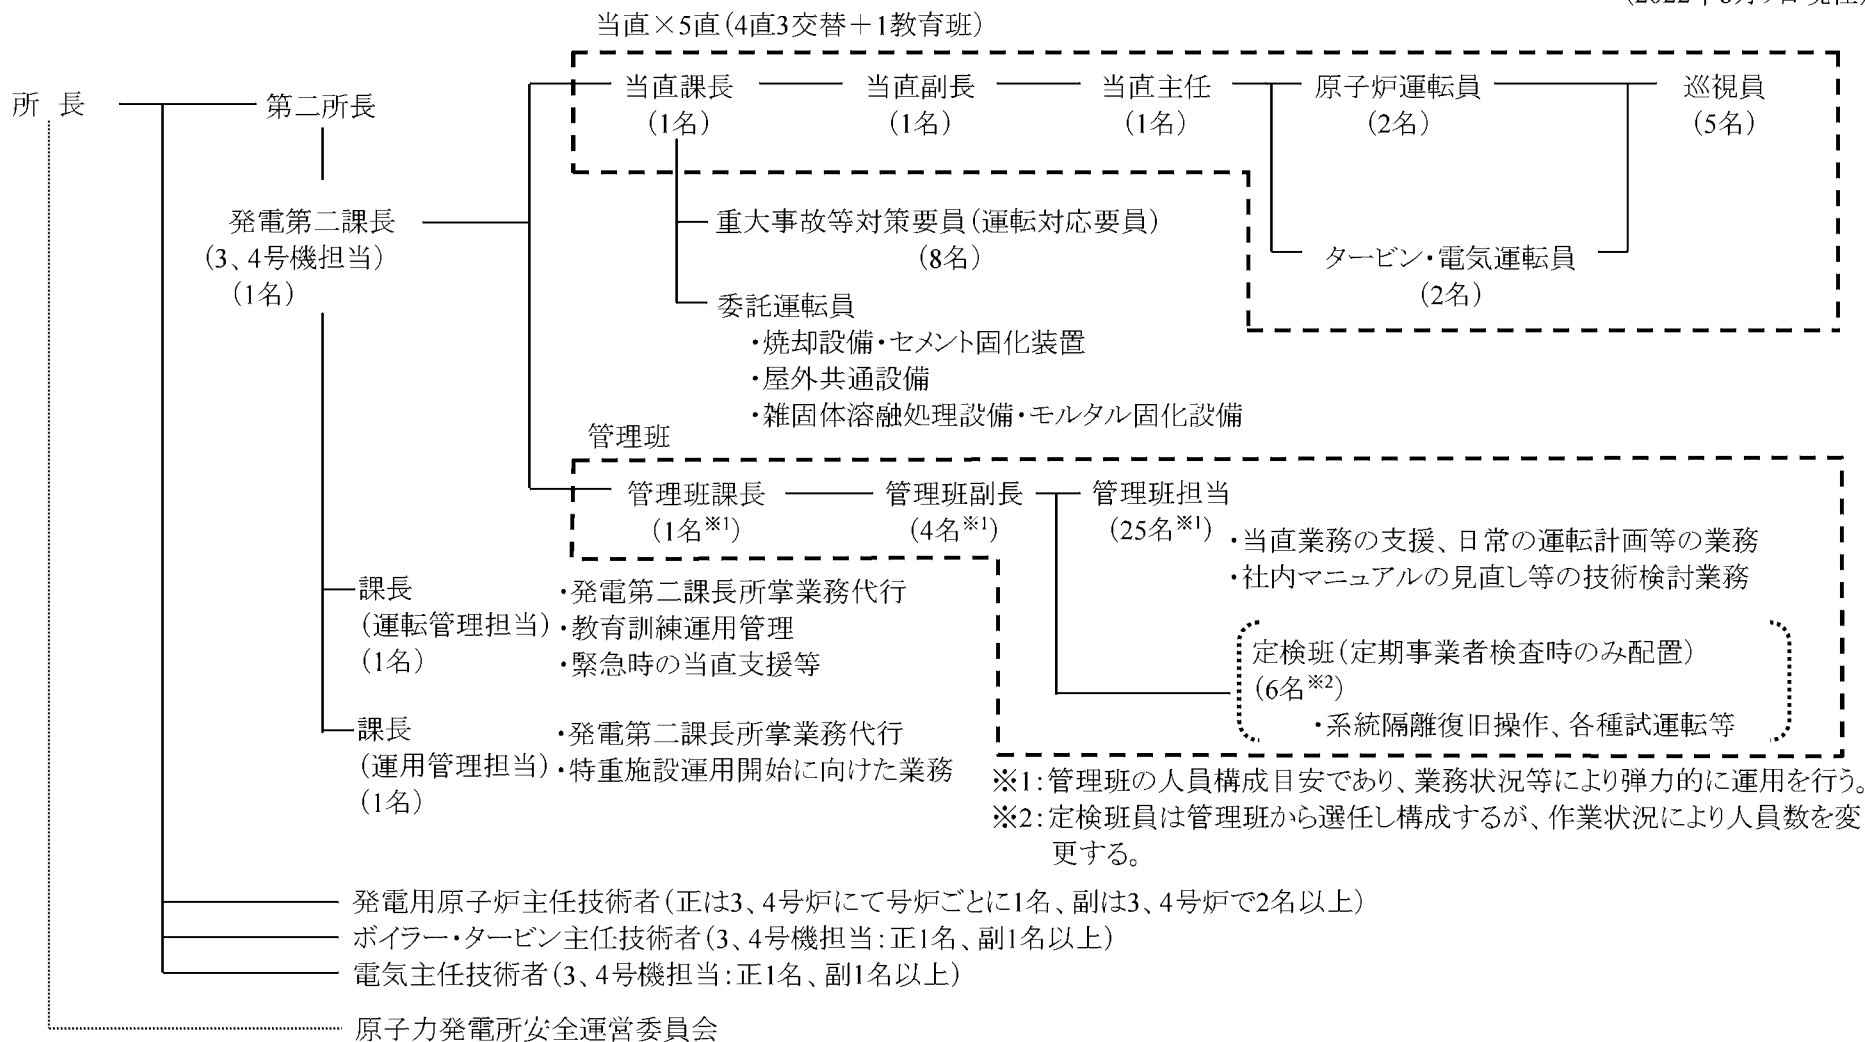 当直×5直(4直3交替＋1教育班)
所 長
第二所長
当直課長
(1名)
当直副長
(1名)
当直主任
(1名)
原子炉運転員
(2名)
巡視員
(5名)
発電第二課長
(3、4号機担当)
(1名)
重大事故等対策要員(運転対応要員)
(8名)
タービン・電気運転員
(2名)
委託運転員
・焼却設備・セメント固化装置
・屋外共通設備
・雑固体溶融処理設備・モルタル固化設備
管理班
管理班課長
(1名※1)
管理班副長
(4名※1)
管理班担当
(25名※1)
・当直業務の支援、日常の運転計画等の業務
・社内マニュアルの見直し等の技術検討業務
課長
(運転管理担当)
(1名)
・発電第二課長所掌業務代行
・教育訓練運用管理
・緊急時の当直支援等
定検班(定期事業者検査時のみ配置)
(6名※2)
・系統隔離復旧操作、各種試運転等
課長
(運用管理担当)
(1名)
・発電第二課長所掌業務代行
・特重施設運用開始に向けた業務
※1:管理班の人員構成目安であり、業務状況等により弾力的に運用を行う。
※2:定検班員は管理班から選任し構成するが、作業状況により人員数を変
更する。
発電用原子炉主任技術者(正は3、4号炉にて号炉ごとに1名、副は3、4号炉で2名以上)
ボイラー・タービン主任技術者(3、4号機担当:正1名、副1名以上)
電気主任技術者(3、4号機担当:正1名、副1名以上)
原子力発電所安全運営委員会